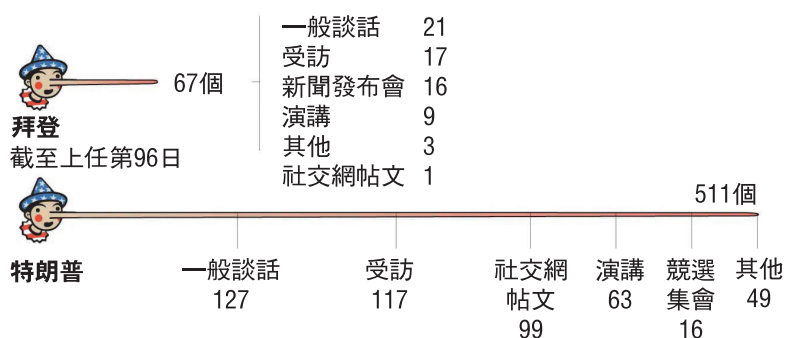 67個
一般談話 21
受訪 17
新聞發布會 16
演講 9
其他 3
社交網帖文 1
拜登
截至上任第96日
511個
特朗普
一般談話
127
受訪
117
社交網
帖文
99
演講
63
競選
集會
16
其他
49